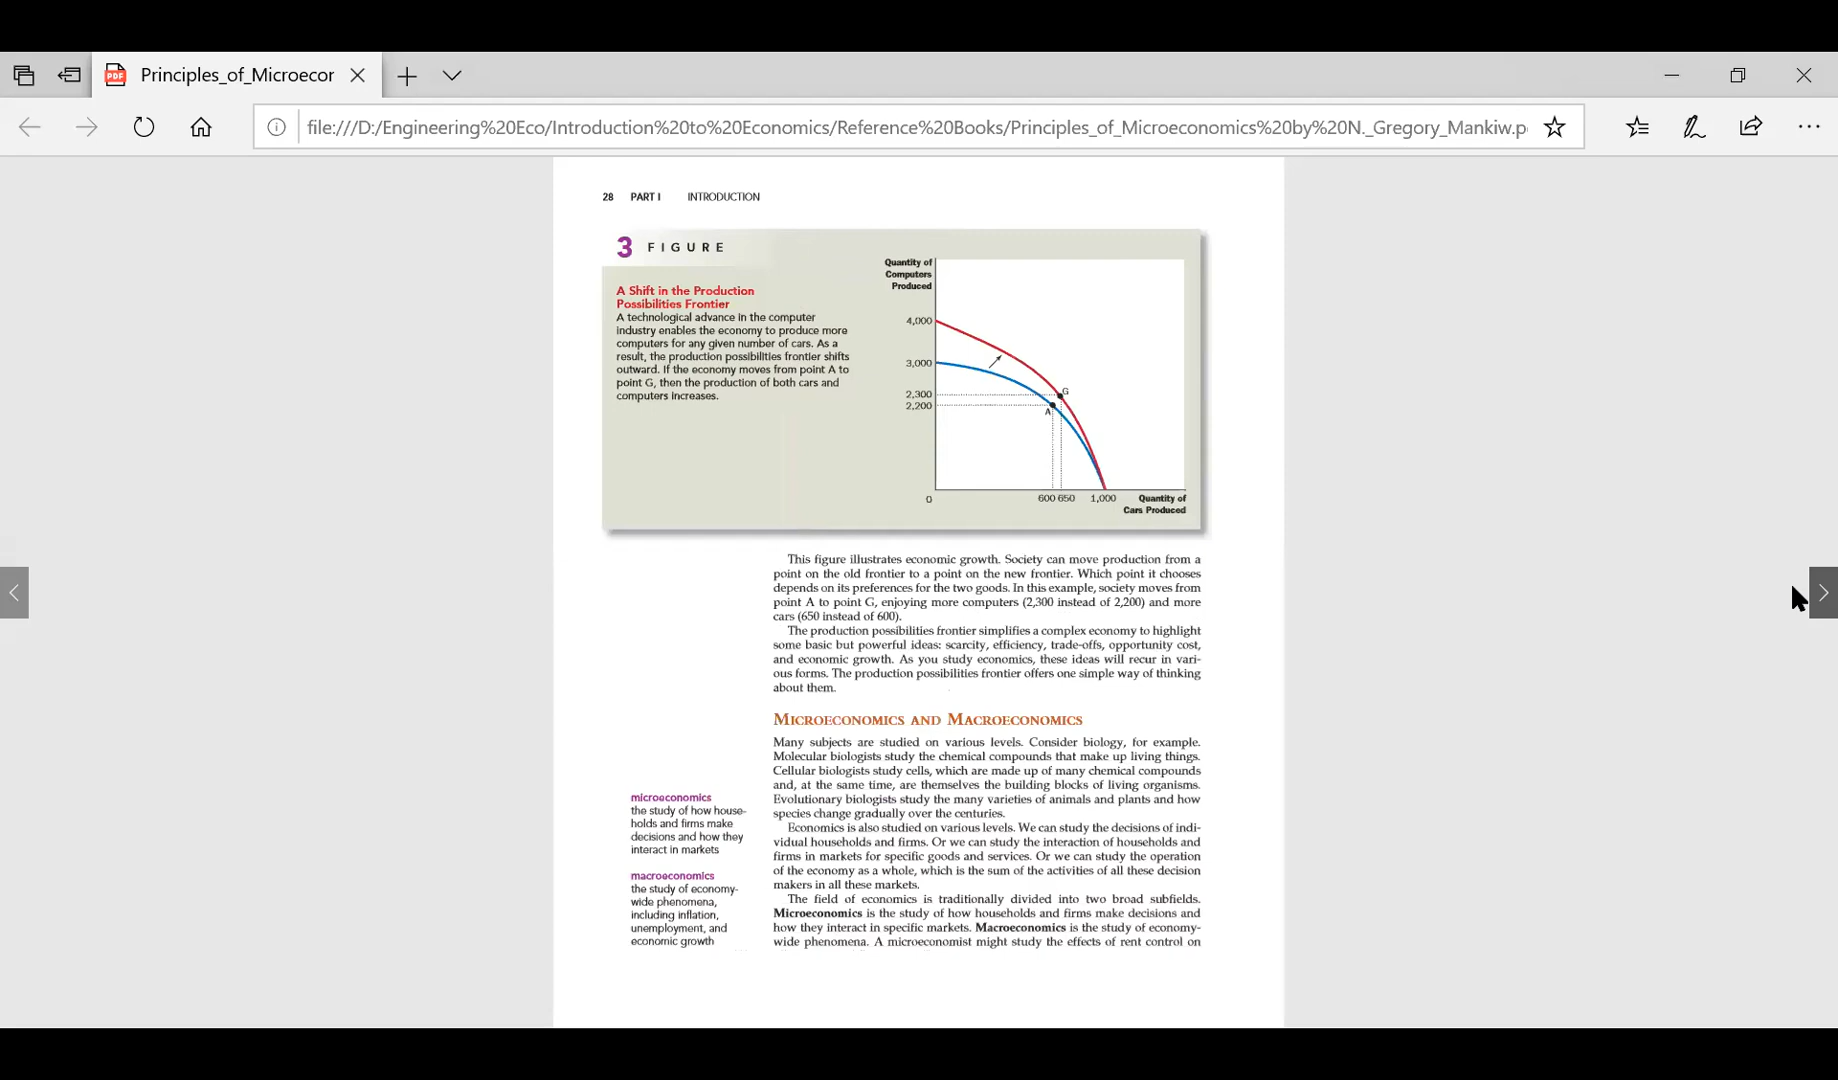 Principles_of_Microecor
file:///D:/Engineering%20Eco/Introduction%20to%20Economics/Reference%20Books/Principles_of_Microeconomics%20by%20N._Gregory_Mankiw.p
28 PART I INTRODUCTION
3 FIGURE
A Shift in the Production
Possibilities Frontier
A technological advance in the computer
industry enables the economy to produce more
computers for any given number of cars. As a
result, the production possibilities frontier shifts
outward. If the economy moves from point A to
point G, then the production of both cars and
computers increases.
Quantity of
Computers
Produced
4,000
3,000
2,300
2,200
G
A
0
600 650 1,000
Quantity of
Cars Produced
This figure illustrates economic growth. Society can move production from a
point on the old frontier to a point on the new frontier. Which point it chooses
depends on its preferences for the two goods. In this example, society moves from
point A to point G, enjoying more computers (2,300 instead of 2,200) and more
cars (650 instead of 600).
The production possibilities frontier simplifies a complex economy to highlight
some basic but powerful ideas: scarcity, efficiency, trade-offs, opportunity cost,
and economic growth. As you study economics, these ideas will recur in vari-
ous forms. The production possibilities frontier offers one simple way of thinking
about them.
MICROECONOMICS AND MACROECONOMICS
Many subjects are studied on various levels. Consider biology, for example.
Molecular biologists study the chemical compounds that make up living things.
Cellular biologists study cells, which are made up of many chemical compounds
and, at the same time, are themselves the building blocks of living organisms.
Evolutionary biologists study the many varieties of animals and plants and how
species change gradually over the centuries.
Economics is also studied on various levels. We can study the decisions of indi-
vidual households and firms. Or we can study the interaction of households and
firms in markets for specific goods and services. Or we can study the operation
of the economy as a whole, which is the sum of the activities of all these decision
makers in all these markets.
The field of economics is traditionally divided into two broad subfields.
Microeconomics is the study of how households and firms make decisions and
how they interact in specific markets. Macroeconomics is the study of economy-
wide phenomena. A microeconomist might study the effects of rent control on
microeconomics
the study of how house-
holds and firms make
decisions and how they
interact in markets
macroeconomics
the study of economy-
wide phenomena,
including inflation,
unemployment, and
economic growth